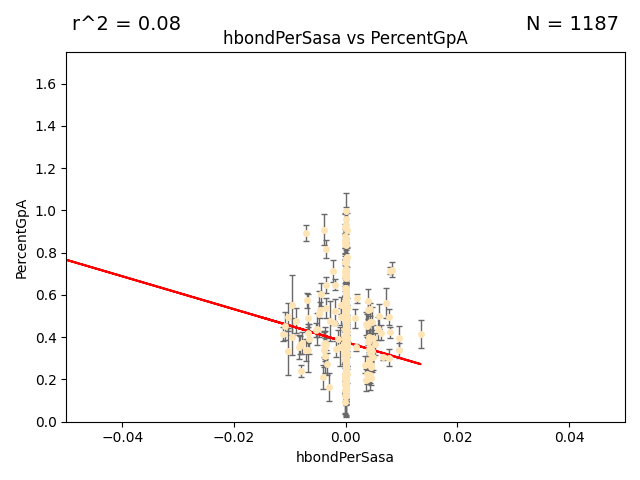 r^2 = 0.08
N = 1187
hbondPerSasa vs PercentGpA
PercentGpA
1.6
1.4
1.2
1.0
0.8
0.6
0.4
0.2
0.0
−0.04
−0.02
0.00
0.02
0.04
hbondPerSasa